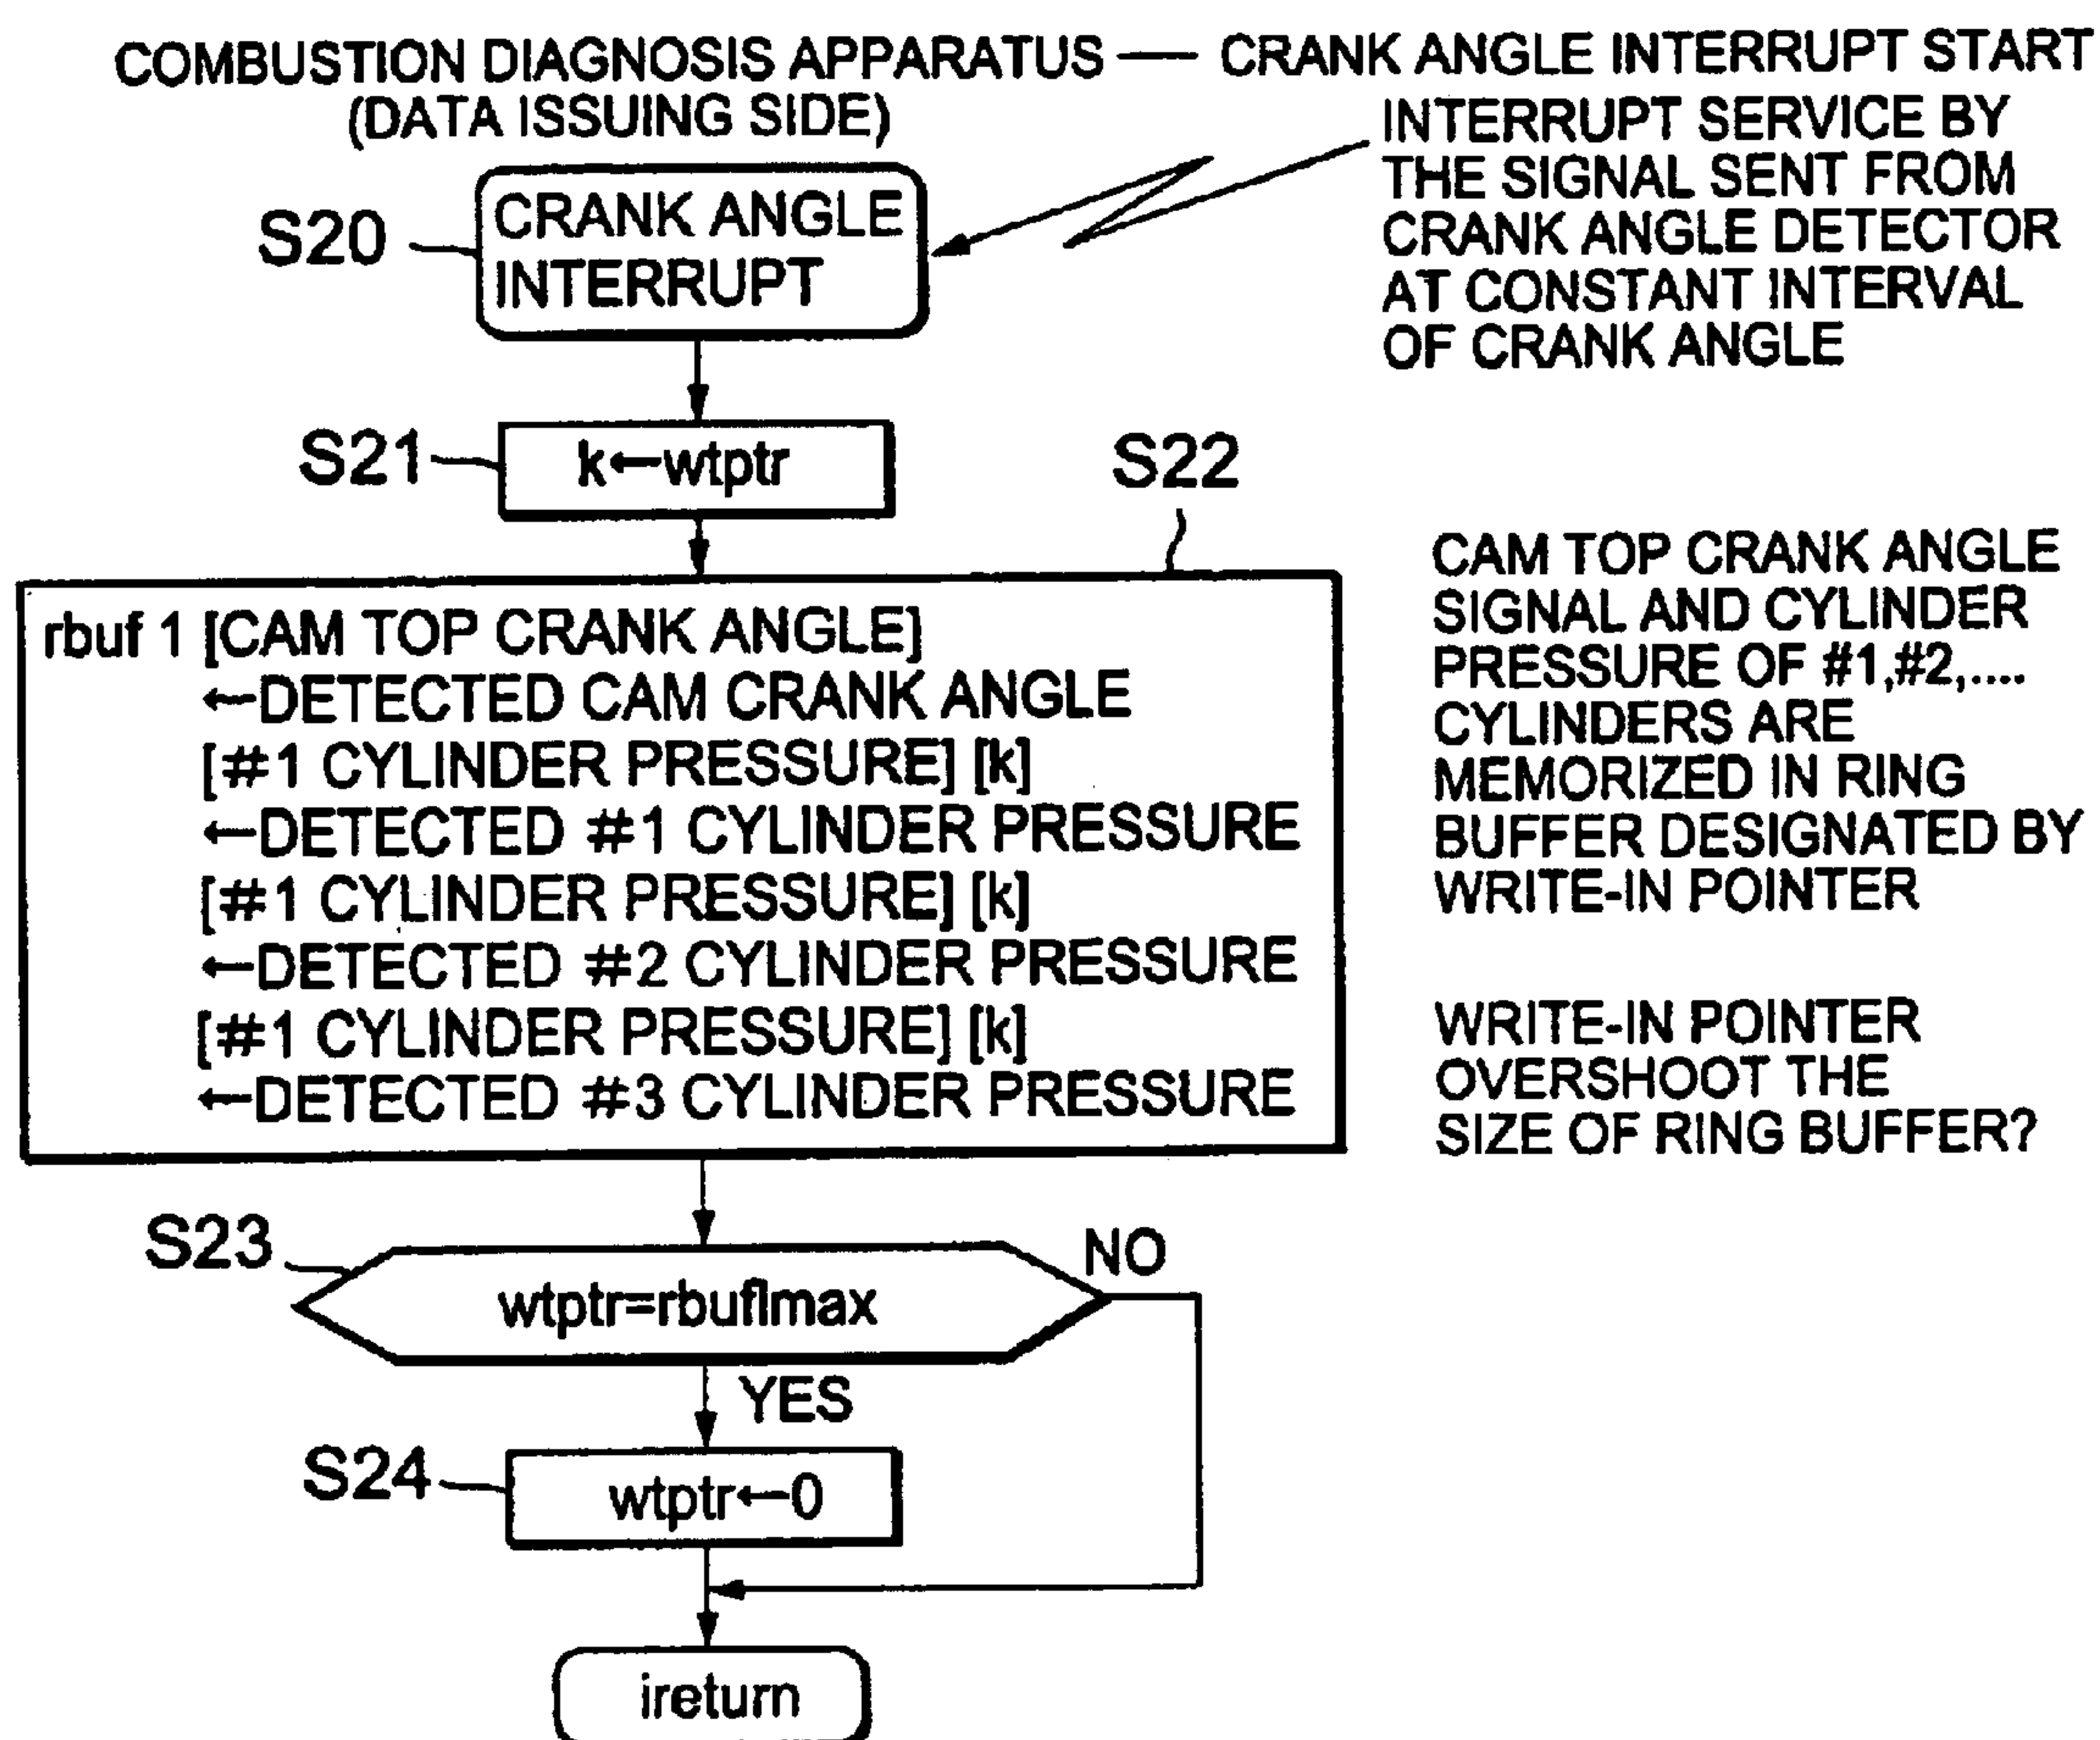 COMBUSTION DIAGNOSIS APPARATUS — CRANK ANGLE INTERRUPT START
(DATA ISSUING SIDE)
INTERRUPT SERVICE BY
THE SIGNAL SENT FROM
CRANK ANGLE DETECTOR
AT CONSTANT INTERVAL
OF CRANK ANGLE
S20
CRANK ANGLE
INTERRUPT
S21
k←wtptr
S22
rbuf 1 [CAM TOP CRANK ANGLE]
←DETECTED CAM CRANK ANGLE
[#1 CYLINDER PRESSURE] [k]
←DETECTED #1 CYLINDER PRESSURE
[#1 CYLINDER PRESSURE] [k]
←DETECTED #2 CYLINDER PRESSURE
[#1 CYLINDER PRESSURE] [k]
←DETECTED #3 CYLINDER PRESSURE
CAM TOP CRANK ANGLE
SIGNAL AND CYLINDER
PRESSURE OF #1,#2,....
CYLINDERS ARE
MEMORIZED IN RING
BUFFER DESIGNATED BY
WRITE-IN POINTER
WRITE-IN POINTER
OVERSHOOT THE
SIZE OF RING BUFFER?
S23
wtptr=rbuflmax
NO
YES
S24
wtptr←0
ireturn